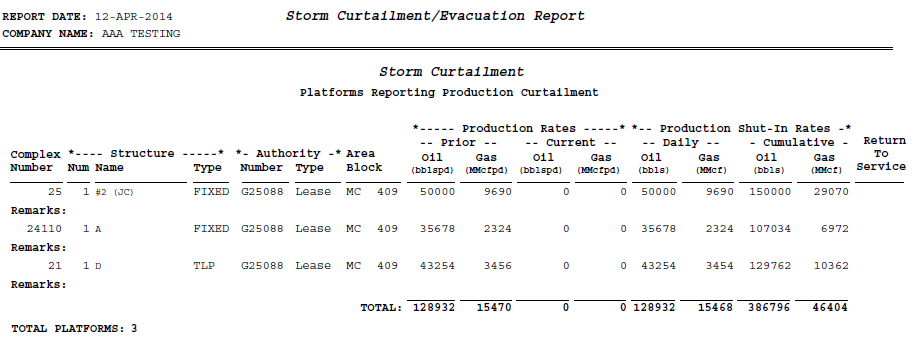 REPORT DATE: 12-APR-2014 Storm Curtailment/Evacuation Report
COMPANY NAME: AAA TESTING
Storm Curtailment
Platforms Reporting Production Curtailment
*----- Production Rates -----* *-- Production Shut-In Rates -*
-- Prior -- -- Current -- -- Daily -- - Cumulative - Return
Complex *---- Structure -----* *- Authority -* Area Oil Gas Oil Gas Oil Gas Oil Gas To
Number Num Name Type Number Type Block (bblspd) (MMcfpd) (bblspd) (MMcfpd) (bbls) (MMcf) (bbls) (MMcf) Service
25 1 #2 (JC) FIXED G25088 Lease MC 409 50000 9690 0 0 50000 9690 150000 29070
Remarks:
24110 1 A FIXED G25088 Lease MC 409 35678 2324 0 0 35678 2324 107034 6972
Remarks:
21 1 D TLP G25088 Lease MC 409 43254 3456 0 0 43254 3454 129762 10362
Remarks:
TOTAL: 128932 15470 0 0 128932 15468 386796 46404
TOTAL PLATFORMS: 3